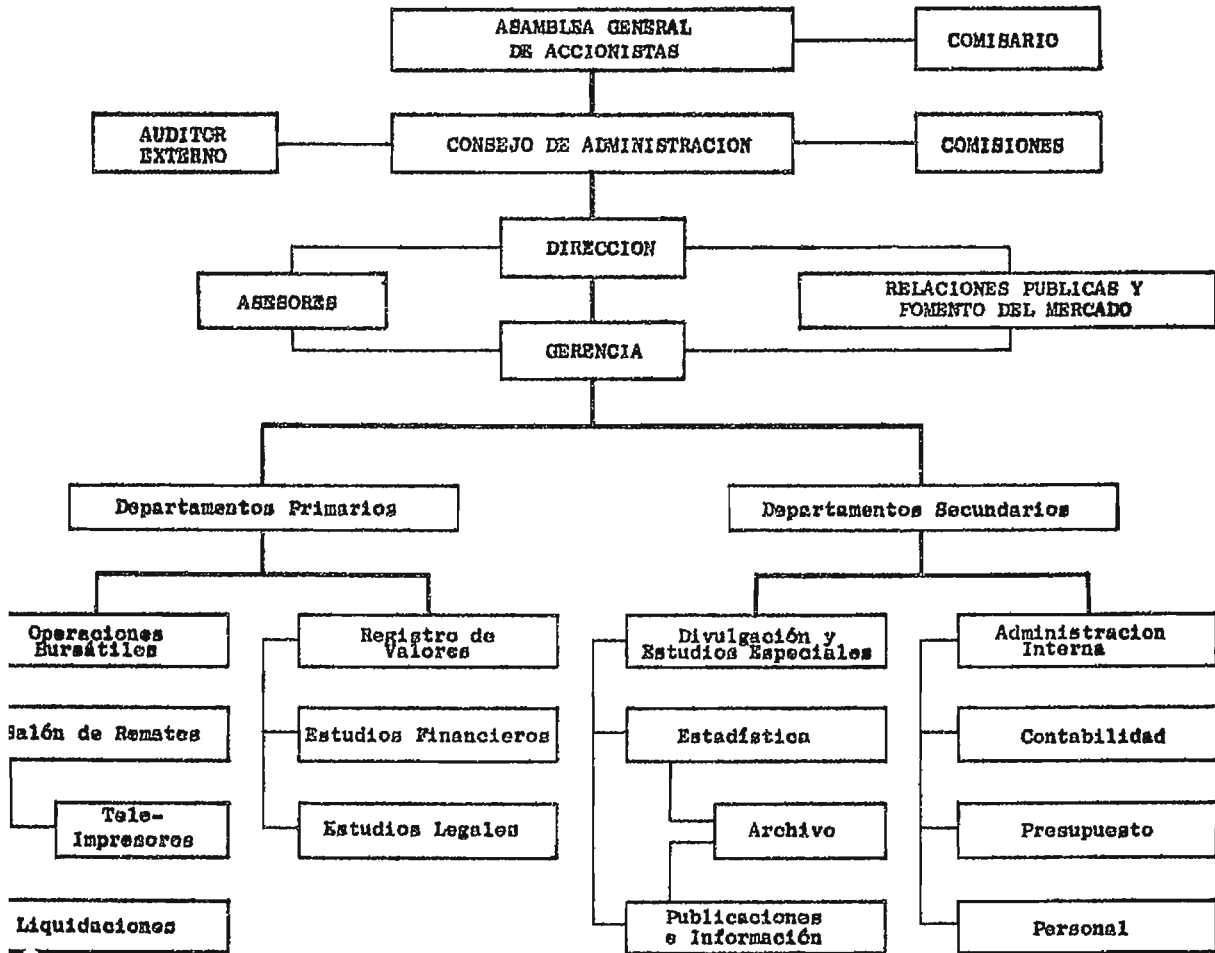 ASAMBLEA GENERAL
DE ACCIONISTAS
COMISARIO
AUDITOR
EXTERNO
CONSEJO DE ADMINISTRACION
COMISIONES
DIRECCION
ASESORES
RELACIONES PUBLICAS Y
FOMENTO DEL MERCADO
GERENCIA
Departamentos Primarios
Departamentos Secundarios
Operaciones
Bursátiles
Registro de
Valores
Divulgación y
Estudios Especiales
Administracion
Interna
Salón de Remates
Estudios Financieros
Estadística
Contabilidad
Tele-
Impresores
Estudios Legales
Archivo
Presupuesto
Liquidaciones
Publicaciones
e Información
Personal